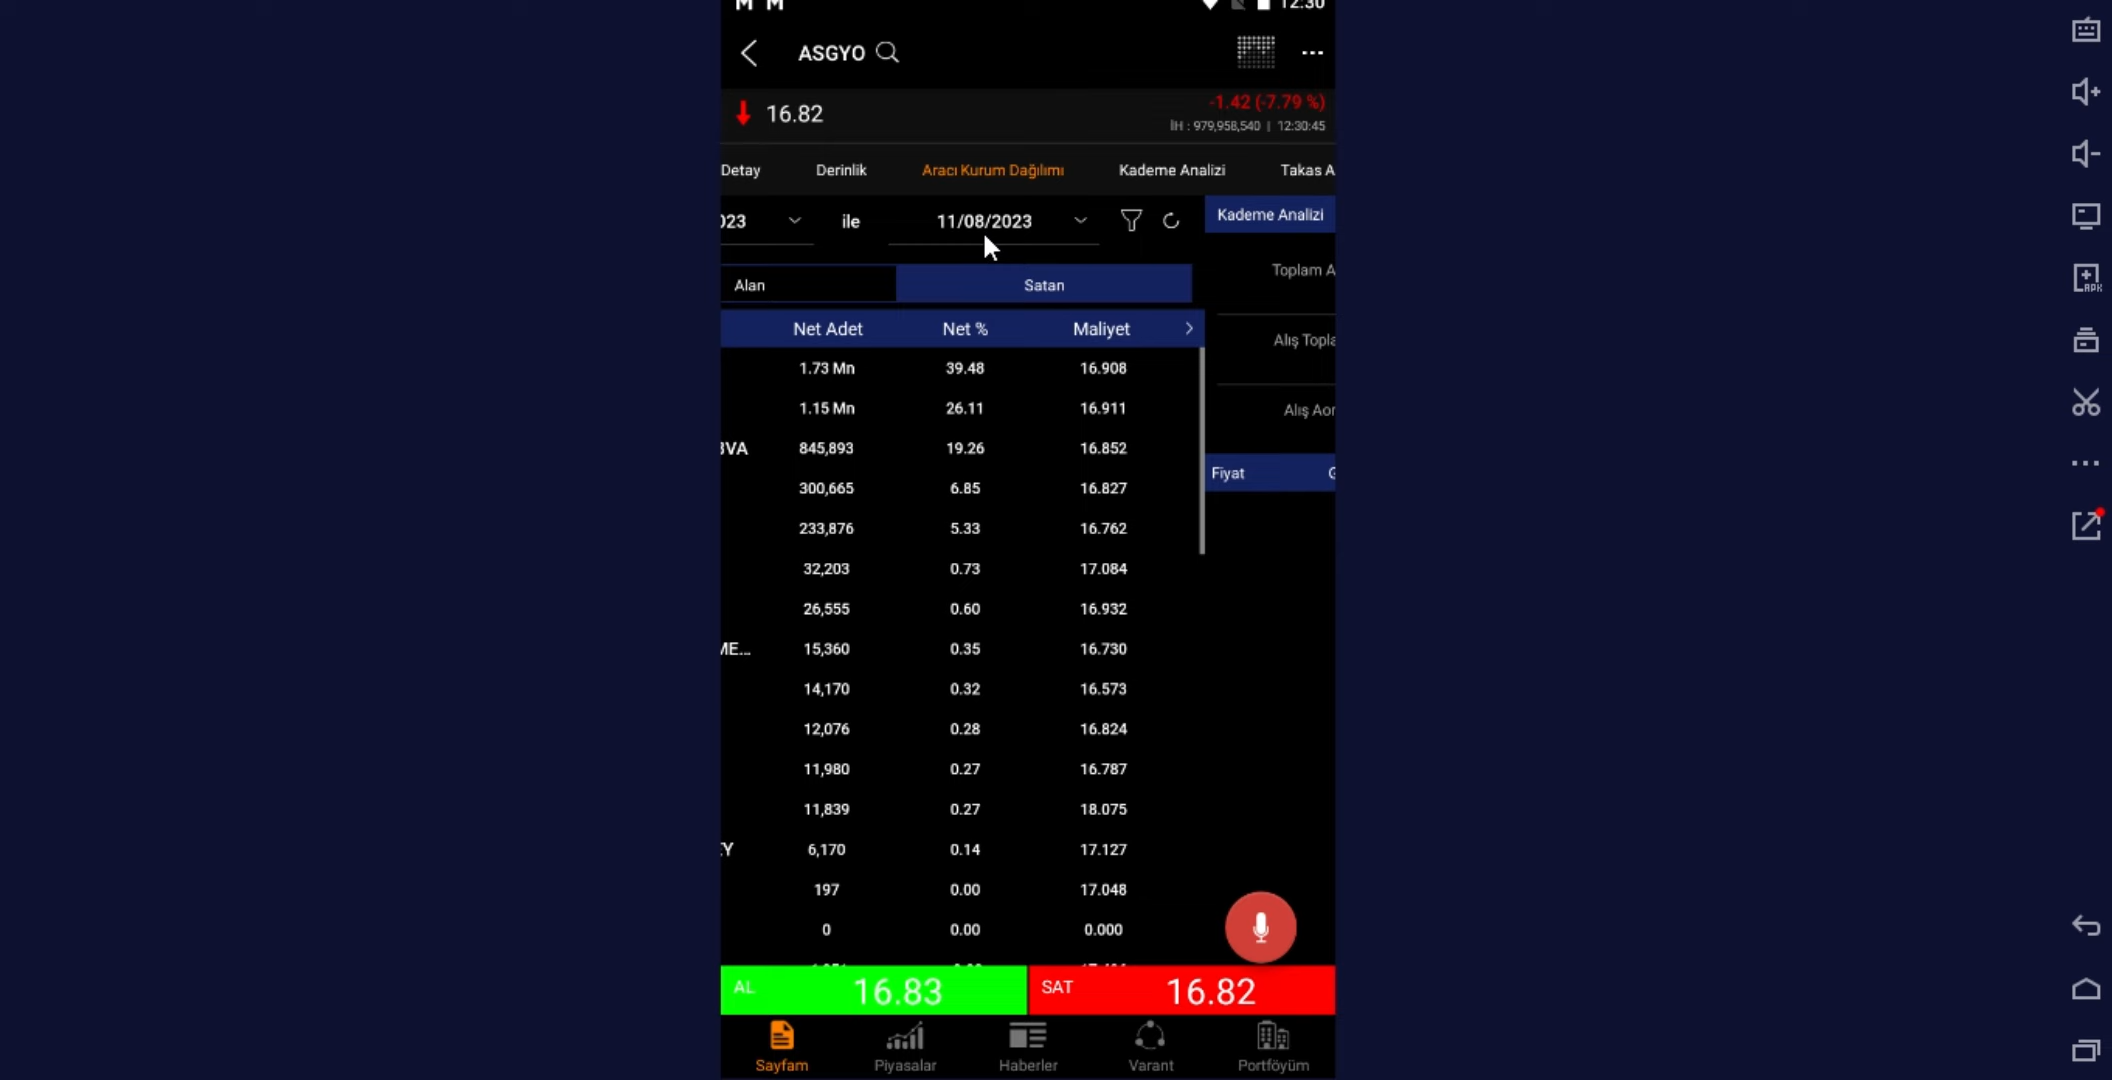 M M 12:30
ASGYO
16.82
-1.42 (-7.79 %)
İH : 979,958,540 | 12:30:45
Detay Derinlik Aracı Kurum Dağılımı Kademe Analizi Takas A
023 ile 11/08/2023 Kademe Analizi
Toplam A
Alan Satan
Net Adet Net % Maliyet
Alış Topla
1.73 Mn 39.48 16.908
1.15 Mn 26.11 16.911
Alış Aor
BVA 845,893 19.26 16.852
Fiyat
300,665 6.85 16.827
233,876 5.33 16.762
32,203 0.73 17.084
26,555 0.60 16.932
ME... 15,360 0.35 16.730
14,170 0.32 16.573
12,076 0.28 16.824
11,980 0.27 16.787
11,839 0.27 18.075
EY 6,170 0.14 17.127
197 0.00 17.048
0 0.00 0.000
AL 16.83 SAT 16.82
Sayfam Piyasalar Haberler Varant Portföyüm
APK